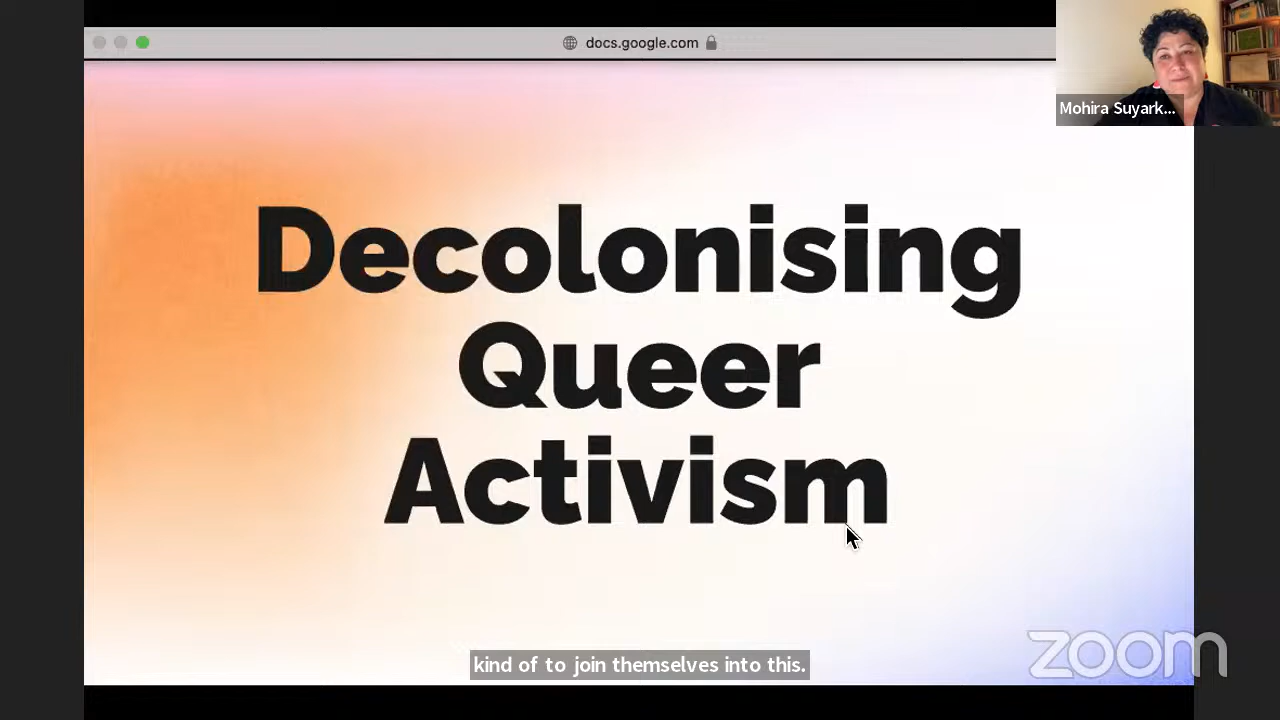 docs.google.com
Mohira Suyark...
Decolonising
Queer
Activism
kind of to join themselves into this.
zoom